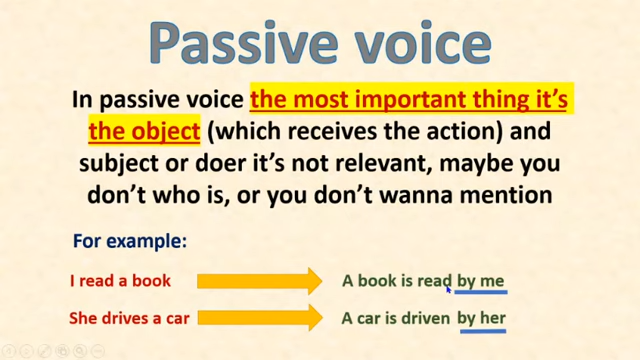 Passive voice
In passive voice the most important thing it's
the object (which receives the action) and
subject or doer it's not relevant, maybe you
don't who is, or you don't wanna mention
For example:
I read a book
A book is read by me
She drives a car
A car is driven by her